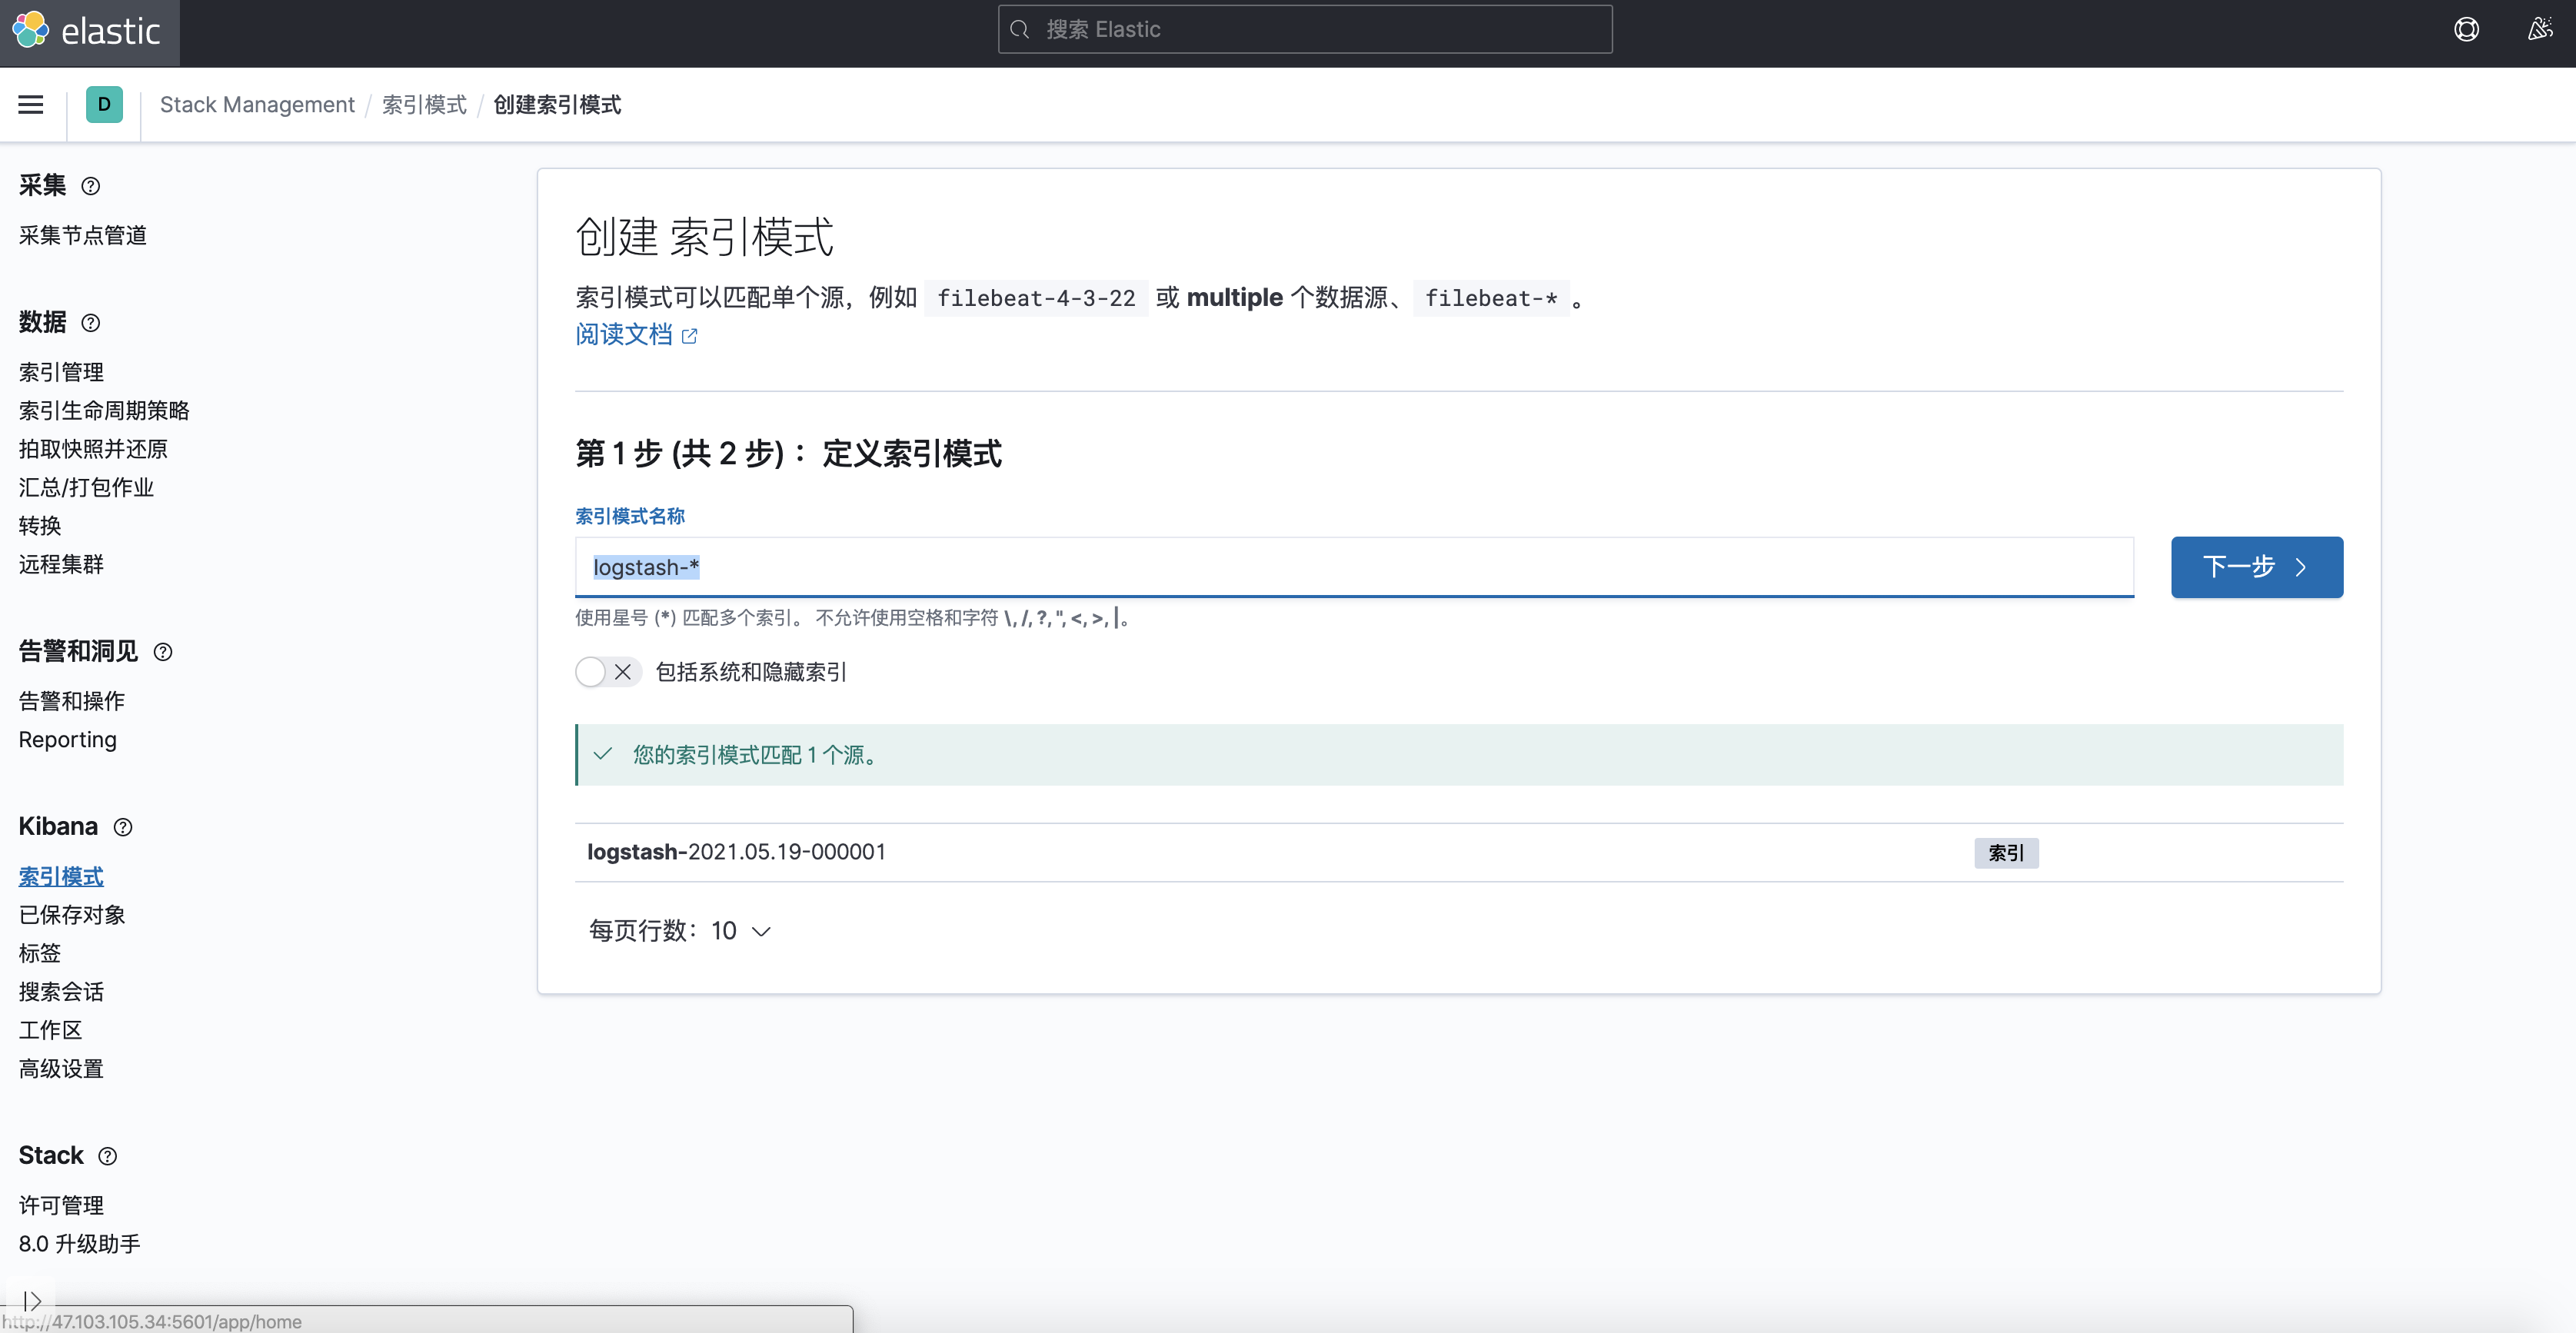 elastic
搜索 Elastic
D
Stack Management / 索引模式 / 创建索引模式
采集
采集节点管道
数据
索引管理
索引生命周期策略
抽取快照并还原
汇总/打包作业
转换
远程集群
告警和洞见
告警和操作
Reporting
Kibana
索引模式
已保存对象
标签
搜索会话
工作区
高级设置
Stack
许可管理
8.0 升级助手
创建 索引模式
索引模式可以匹配单个源，例如 filebeat-4-3-22 或 multiple 个数据源、 filebeat-* 。
阅读文档
第 1 步 (共 2 步)： 定义索引模式
索引模式名称
logstash-*
下一步
使用星号 (*) 匹配多个索引。 不允许使用空格和字符 \, /, ?, ", <, >, |。
包括系统和隐藏索引
您的索引模式匹配 1 个源。
logstash-2021.05.19-000001
索引
每页行数： 10
http://47.103.105.34:5601/app/home